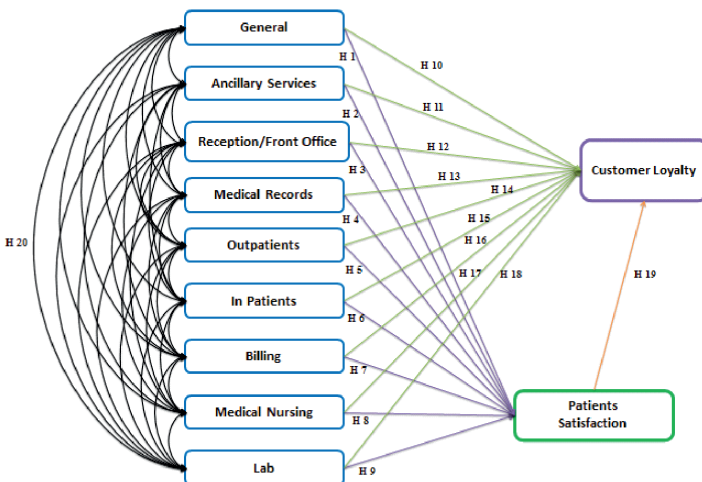 General
H 1
H 10
Ancillary Services
H 2
H 11
Reception/Front Office
H 3
H 12
Customer Loyalty
Medical Records
H 4
H 13
H 14
H 20
Outpatients
H 5
H 15
H 16
H 17
H 18
H 19
In Patients
H 6
Billing
H 7
Medical Nursing
H 8
Patients
Satisfaction
Lab
H 9